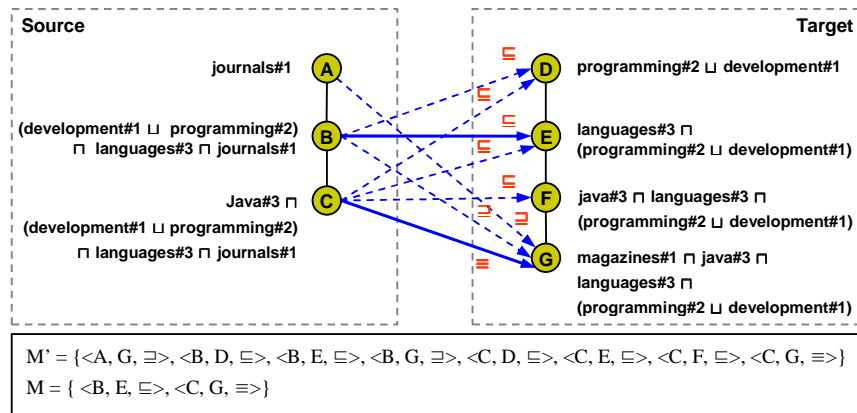 Source
Target
journals#1
A
(development#1 ⊔ programming#2)
⊓ languages#3 ⊓ journals#1
B
Java#3 ⊓
(development#1 ⊔ programming#2)
⊓ languages#3 ⊓ journals#1
C
⊑
⊑
⊑
⊑
⊑
⊒
⊒
≡
D
programming#2 ⊔ development#1
E
languages#3 ⊓
(programming#2 ⊔ development#1)
F
java#3 ⊓ languages#3 ⊓
(programming#2 ⊔ development#1)
G
magazines#1 ⊓ java#3 ⊓
languages#3 ⊓
(programming#2 ⊔ development#1)
M’ = {<A, G, ⊒>, <B, D, ⊑>, <B, E, ⊑>, <B, G, ⊒>, <C, D, ⊑>, <C, E, ⊑>, <C, F, ⊑>, <C, G, ≡>}
M = { <B, E, ⊑>, <C, G, ≡>}